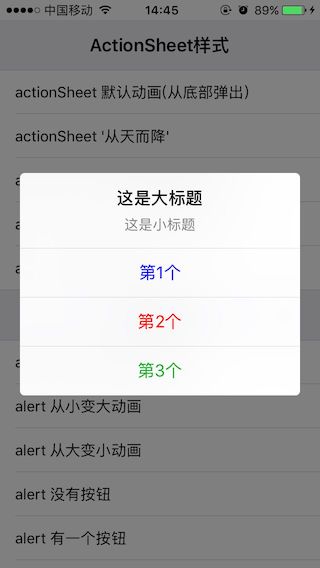 中国移动 14:45 89%
ActionSheet样式
actionSheet 默认动画(从底部弹出)
actionSheet '从天而降'
这是大标题
这是小标题
第1个
第2个
第3个
alert 从小变大动画
alert 从大变小动画
alert 没有按钮
alert 有一个按钮